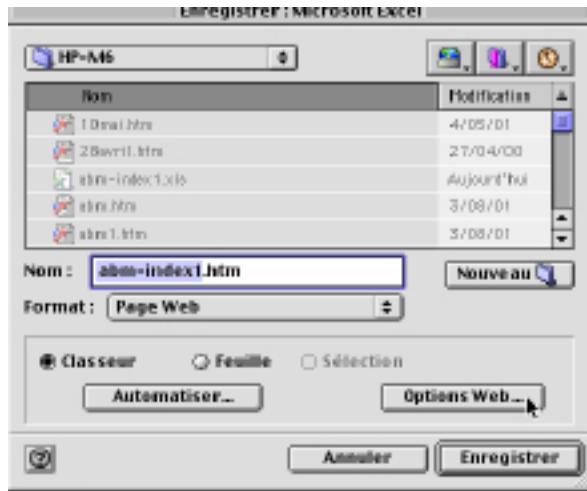 Enregistrer : Microsoft Excel
HP-M6
Nom Modification
10mai.htm 4/05/01
28avril.htm 27/04/00
abm-index1.xls Aujourd'hui
abm.htm 3/08/01
abm1.htm 3/08/01
Nom : abm-index1.htm Nouveau
Format : Page Web
Classeur Feuille Sélection
Automatiser... Options Web...
? Annuler Enregistrer